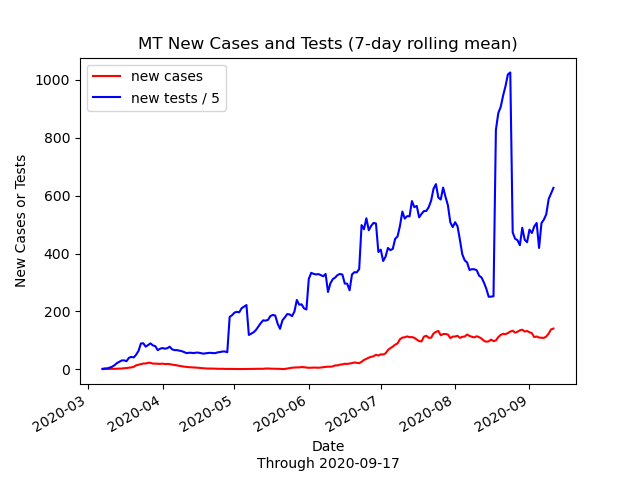 MT New Cases and Tests (7-day rolling mean)
new cases
new tests / 5
New Cases or Tests
1000
800
600
400
200
0
2020-03
2020-04
2020-05
2020-06
2020-07
2020-08
2020-09
Date
Through 2020-09-17